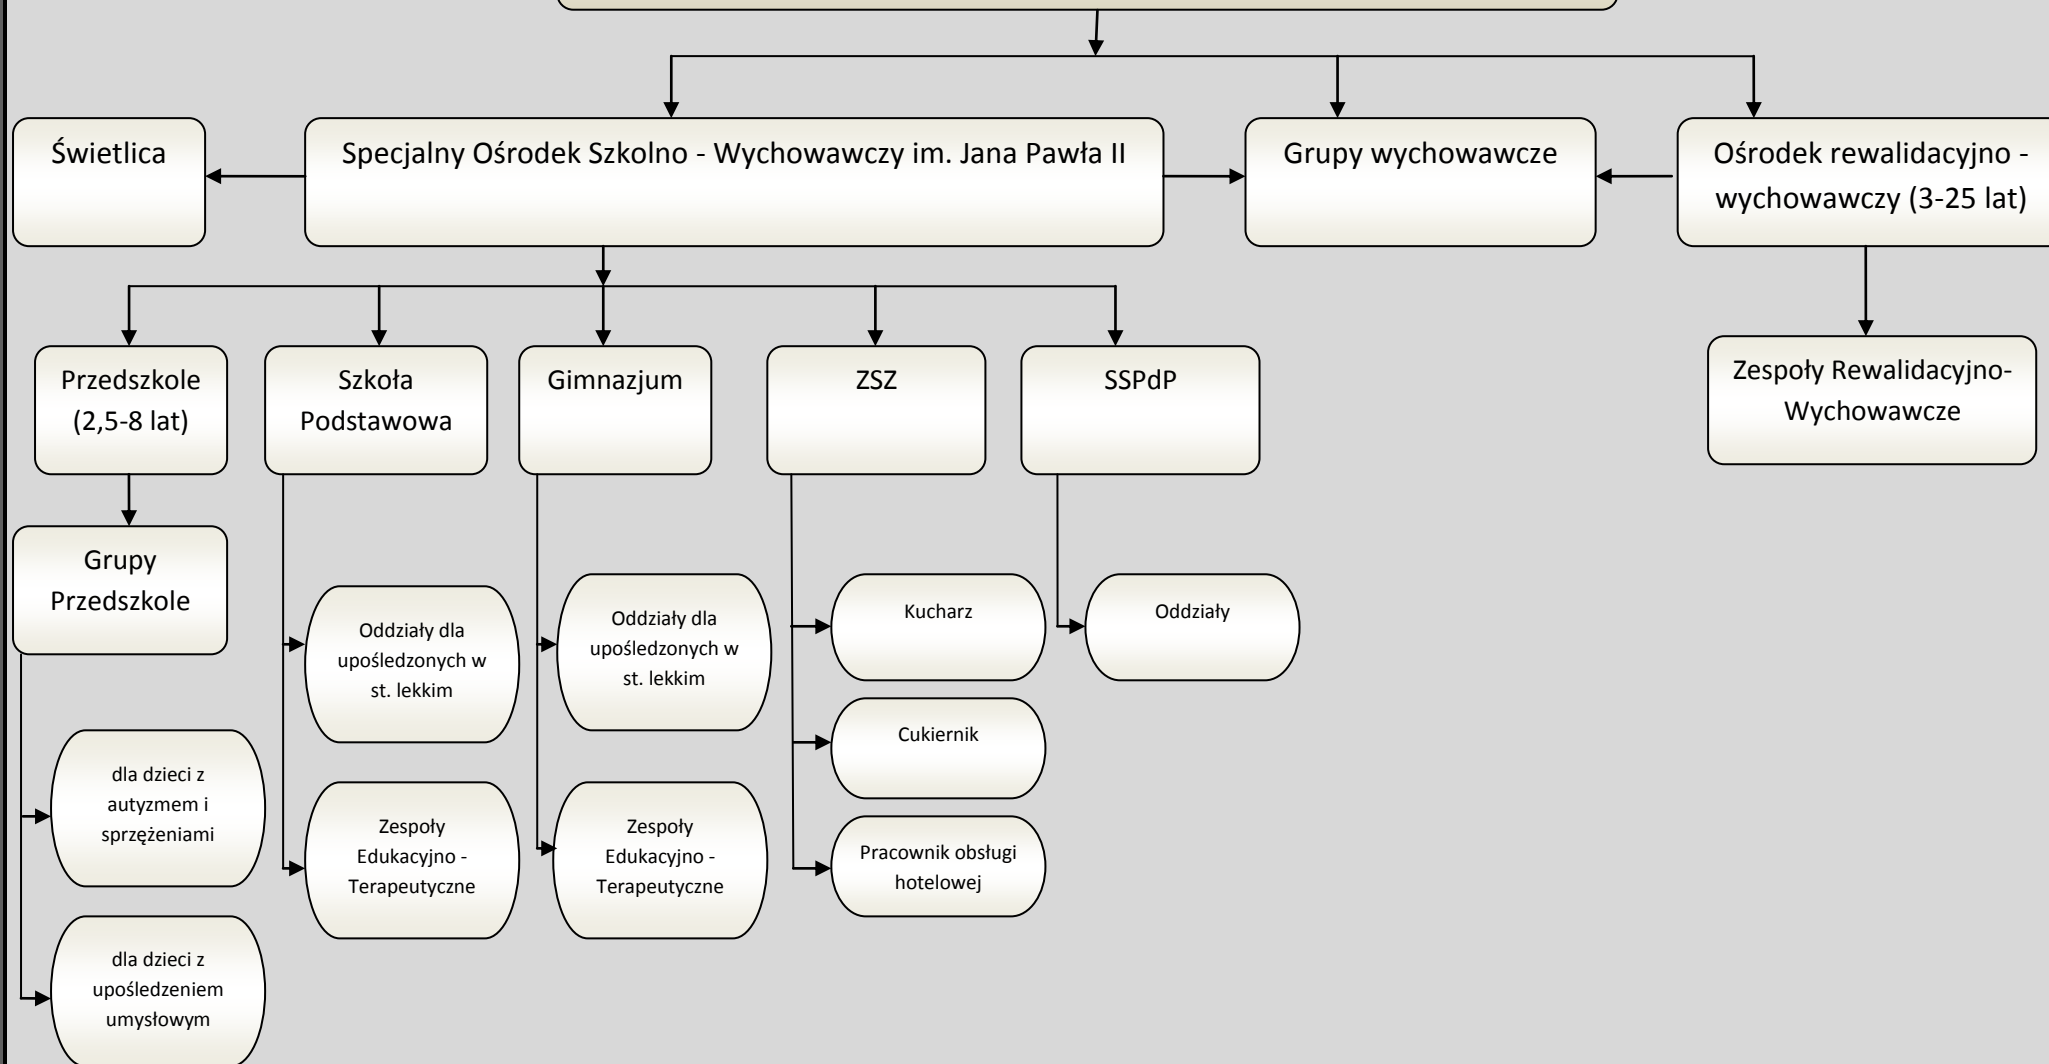 Świetlica
Specjalny Ośrodek Szkolno - Wychowawczy im. Jana Pawła II
Grupy wychowawcze
Ośrodek rewalidacyjno -
wychowawczy (3-25 lat)
Przedszkole
(2,5-8 lat)
Szkoła
Podstawowa
Gimnazjum
ZSZ
SSPdP
Zespoły Rewalidacyjno-
Wychowawcze
Grupy
Przedszkole
Oddziały dla
upośledzonych w
st. lekkim
Oddziały dla
upośledzonych w
st. lekkim
Kucharz
Oddziały
Cukiernik
dla dzieci z
autyzmem i
sprzężeniami
Zespoły
Edukacyjno -
Terapeutyczne
Zespoły
Edukacyjno -
Terapeutyczne
Pracownik obsługi
hotelowej
dla dzieci z
upośledzeniem
umysłowym